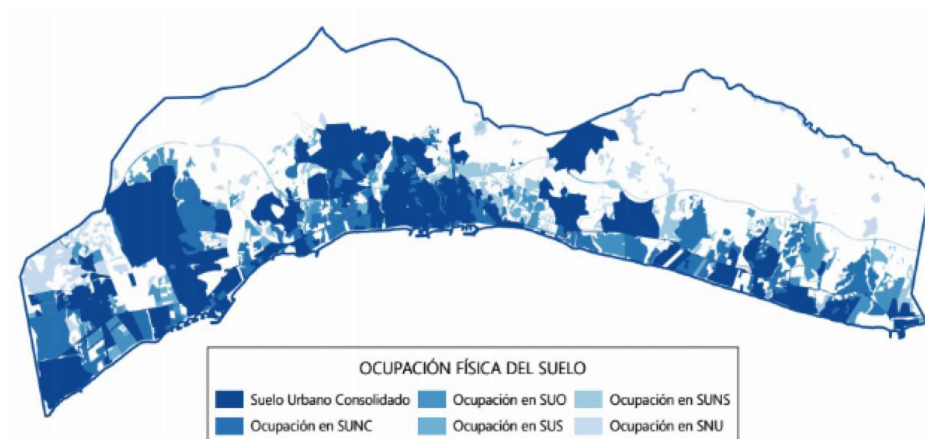 OCUPACIÓN FÍSICA DEL SUELO
Suelo Urbano Consolidado
Ocupación en SUO
Ocupación en SUNS
Ocupación en SUNC
Ocupación en SUS
Ocupación en SNU